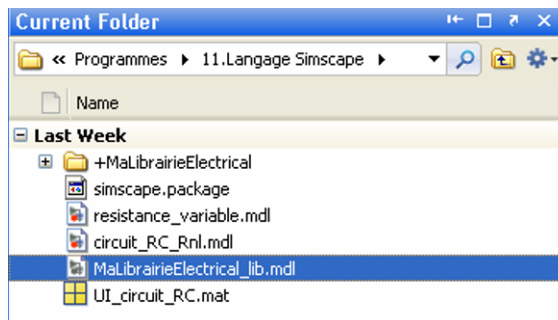 Current Folder
« Programmes ▸ 11.Langage Simscape ▸
Name
Last Week
+MaLibrairieElectrical
simscape.package
resistance_variable.mdl
circuit_RC_Rnl.mdl
MaLibrairieElectrical_lib.mdl
UI_circuit_RC.mat